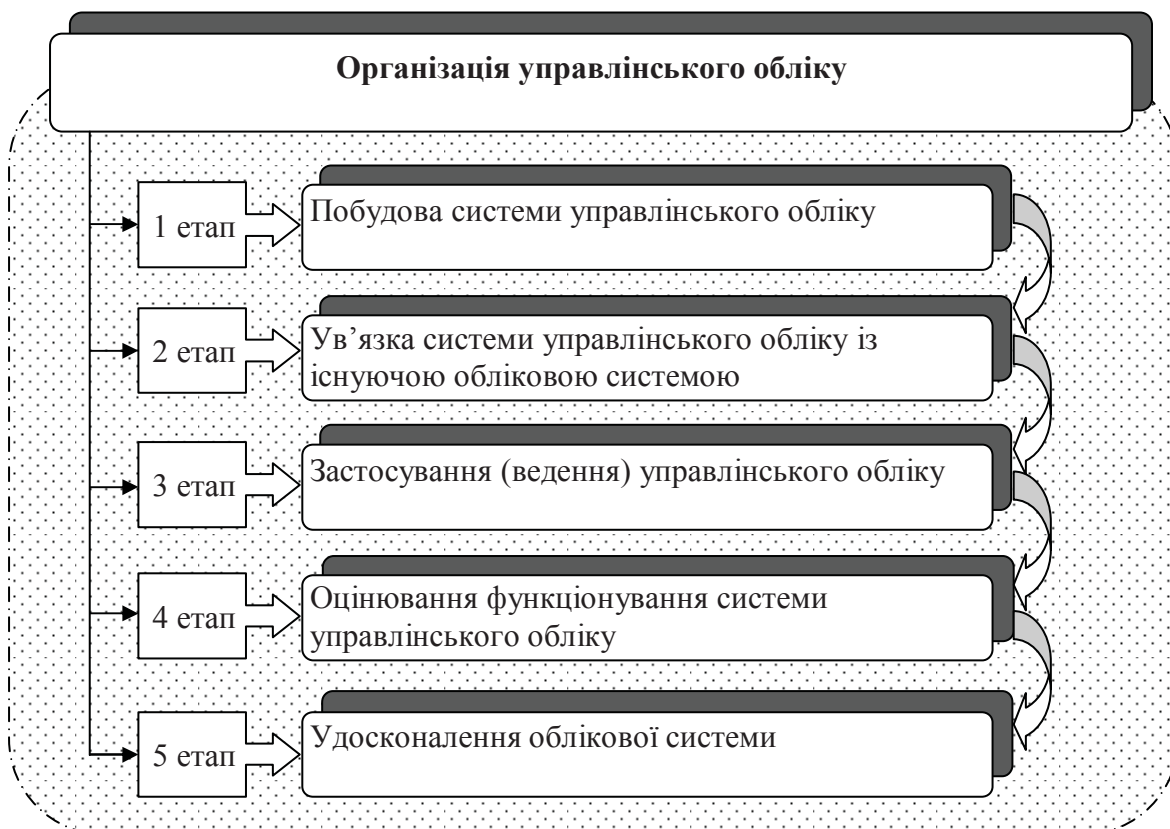 Організація управлінського обліку
1 етап
Побудова системи управлінського обліку
2 етап
Ув’язка системи управлінського обліку із
існуючою обліковою системою
3 етап
Застосування (ведення) управлінського обліку
4 етап
Оцінювання функціонування системи
управлінського обліку
5 етап
Удосконалення облікової системи